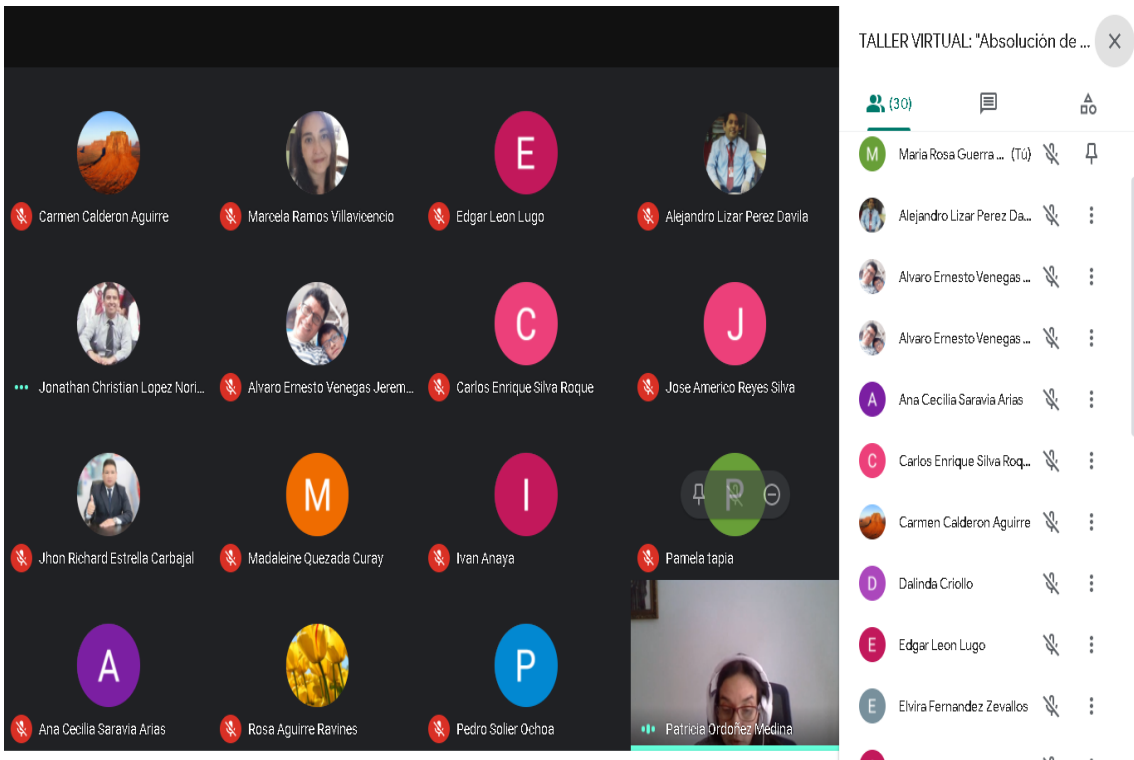 TALLER VIRTUAL: "Absolución de ...
(30)
E
Carmen Calderon Aguirre
Marcela Ramos Villavicencio
Edgar Leon Lugo
Alejandro Lizar Perez Davila
C
J
Jonathan Christian Lopez Nori...
Alvaro Ernesto Venegas Jerem...
Carlos Enrique Silva Roque
Jose Americo Reyes Silva
M
I
P
Jhon Richard Estrella Carbajal
Madaleine Quezada Curay
Ivan Anaya
Pamela tapia
A
P
Ana Cecilia Saravia Arias
Rosa Aguirre Ravines
Pedro Solier Ochoa
Patricia Ordoñez Medina
M Maria Rosa Guerra ... (Tú)
Alejandro Lizar Perez Da...
Alvaro Ernesto Venegas ...
Alvaro Ernesto Venegas ...
A Ana Cecilia Saravia Arias
C Carlos Enrique Silva Roq...
Carmen Calderon Aguirre
D Dalinda Criollo
E Edgar Leon Lugo
E Elvira Fernandez Zevallos